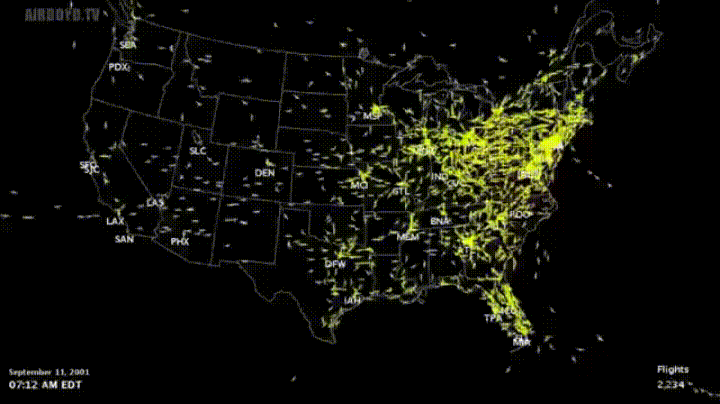 AIRBOYD.TV
SEA
PDX
MSP
SLC
DEN
MCI
STL
IND
SFO
SJC
LAS
LAX
SAN
PHX
BNA
RDU
MEM
DFW
IAH
TPA
MIA
September 11, 2001
07:12 AM EDT
Flights
2,234